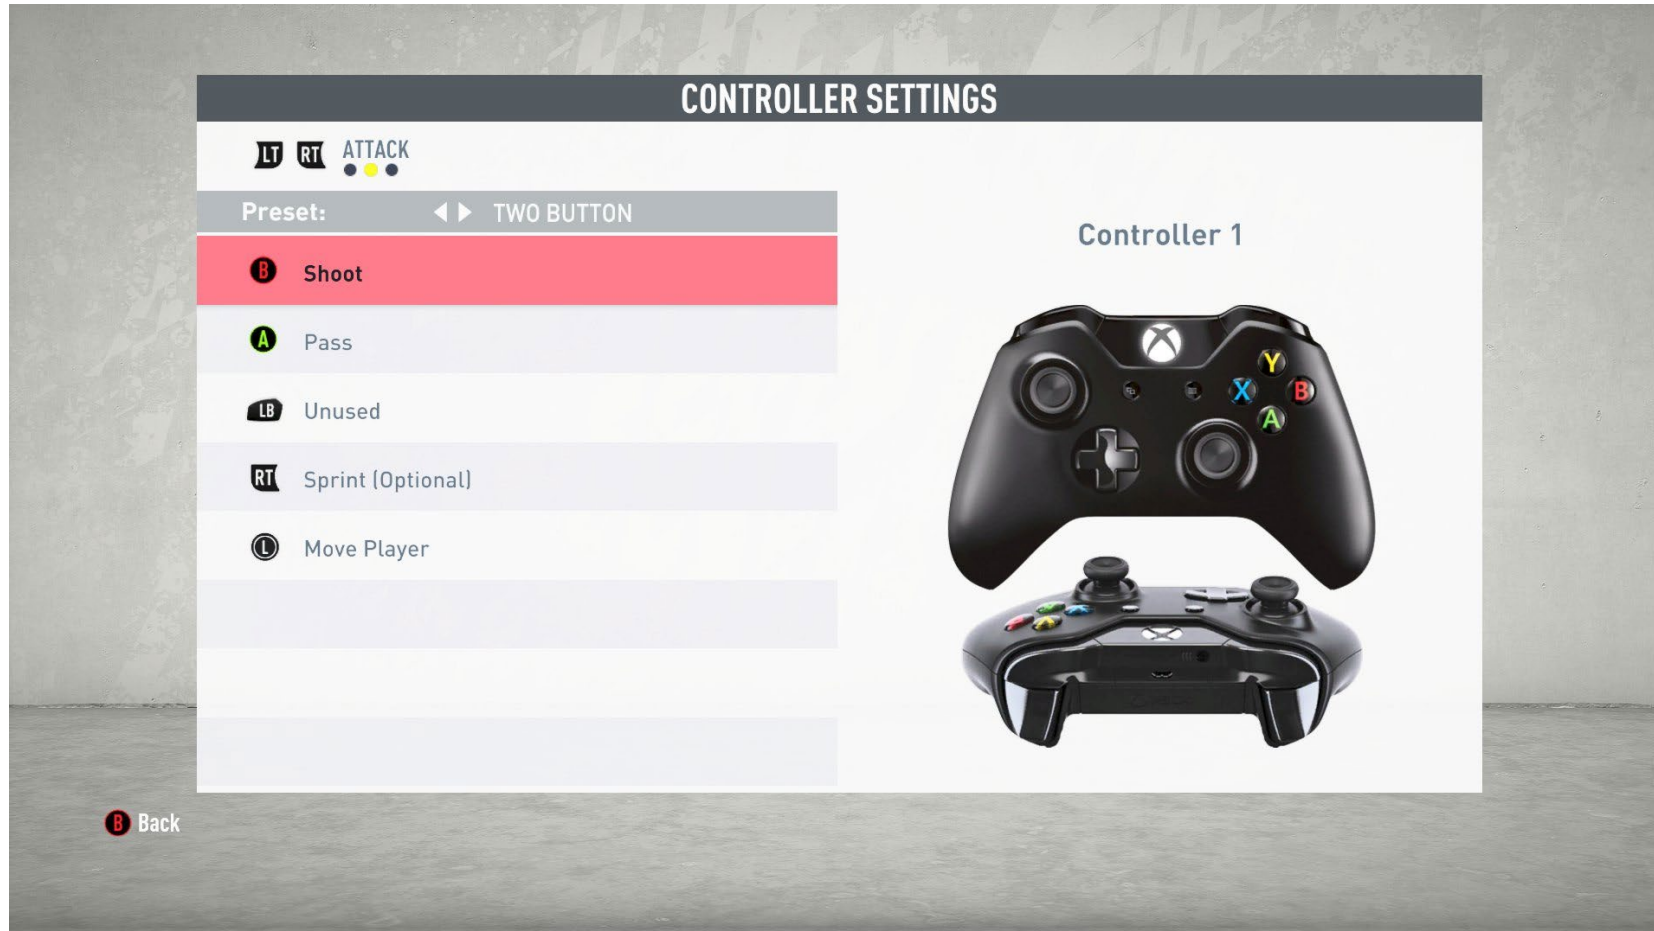 CONTROLLER SETTINGS
LT RT ATTACK
Preset: TWO BUTTON
Controller 1
B Shoot
A Pass
LB Unused
RT Sprint (Optional)
L Move Player
Y
X B
A
B Back